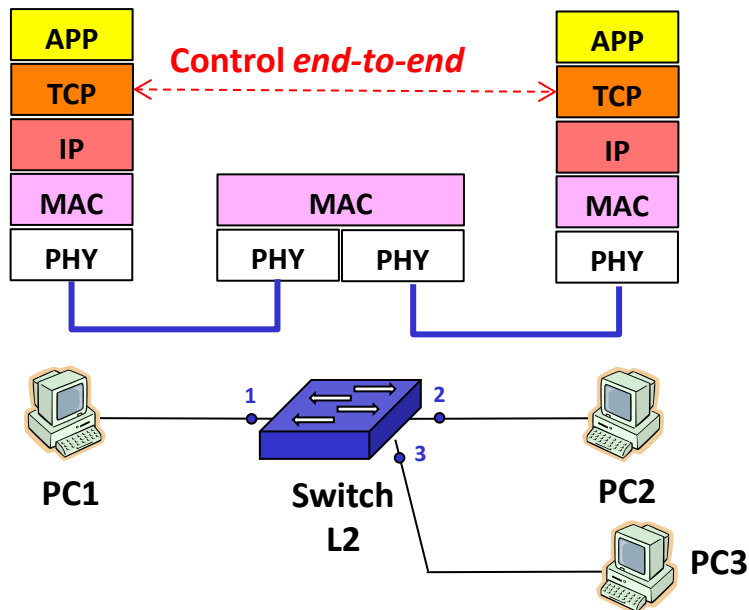 APP
TCP
IP
MAC
PHY
Control end-to-end
MAC
PHY PHY
APP
TCP
IP
MAC
PHY
1
2
3
PC1
Switch
L2
PC2
PC3